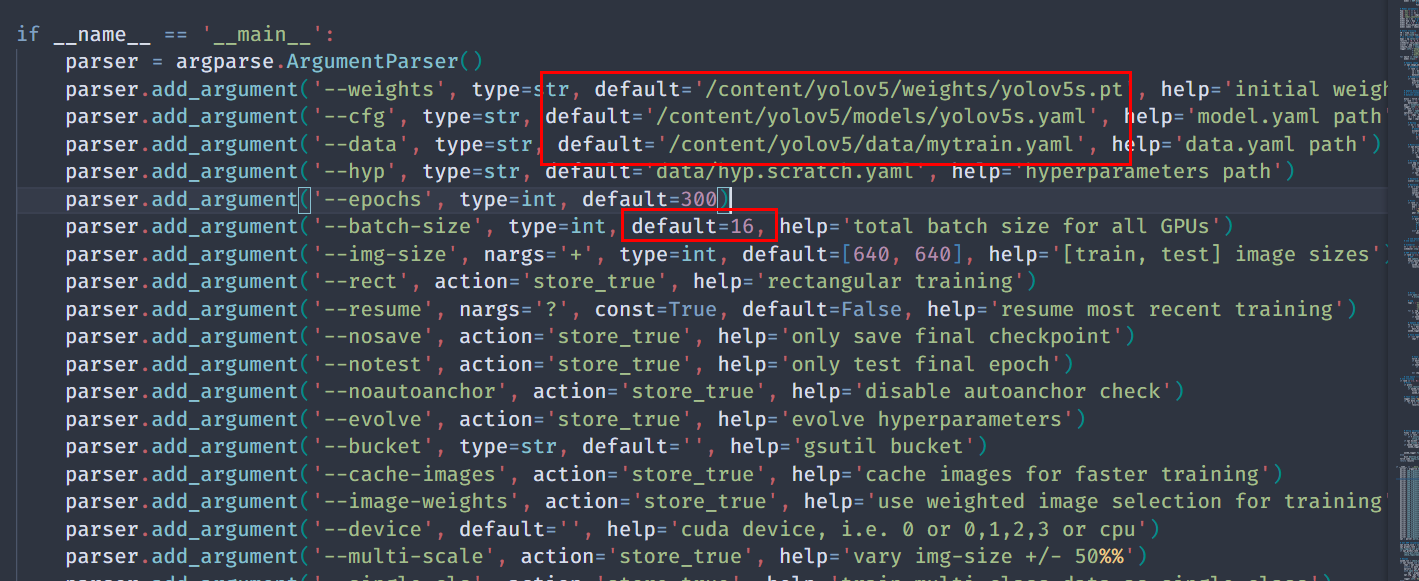 if __name__ == '__main__':
parser = argparse.ArgumentParser()
parser.add_argument('--weights', type=str, default='/content/yolov5/weights/yolov5s.pt', help='initial weigh
parser.add_argument('--cfg', type=str, default='/content/yolov5/models/yolov5s.yaml', help='model.yaml path'
parser.add_argument('--data', type=str, default='/content/yolov5/data/mytrain.yaml', help='data.yaml path')
parser.add_argument('--hyp', type=str, default='data/hyp.scratch.yaml', help='hyperparameters path')
parser.add_argument('--epochs', type=int, default=300)
parser.add_argument('--batch-size', type=int, default=16, help='total batch size for all GPUs')
parser.add_argument('--img-size', nargs='+', type=int, default=[640, 640], help='[train, test] image sizes')
parser.add_argument('--rect', action='store_true', help='rectangular training')
parser.add_argument('--resume', nargs='?', const=True, default=False, help='resume most recent training')
parser.add_argument('--nosave', action='store_true', help='only save final checkpoint')
parser.add_argument('--notest', action='store_true', help='only test final epoch')
parser.add_argument('--noautoanchor', action='store_true', help='disable autoanchor check')
parser.add_argument('--evolve', action='store_true', help='evolve hyperparameters')
parser.add_argument('--bucket', type=str, default='', help='gsutil bucket')
parser.add_argument('--cache-images', action='store_true', help='cache images for faster training')
parser.add_argument('--image-weights', action='store_true', help='use weighted image selection for training'
parser.add_argument('--device', default='', help='cuda device, i.e. 0 or 0,1,2,3 or cpu')
parser.add_argument('--multi-scale', action='store_true', help='vary img-size +/- 50%%')